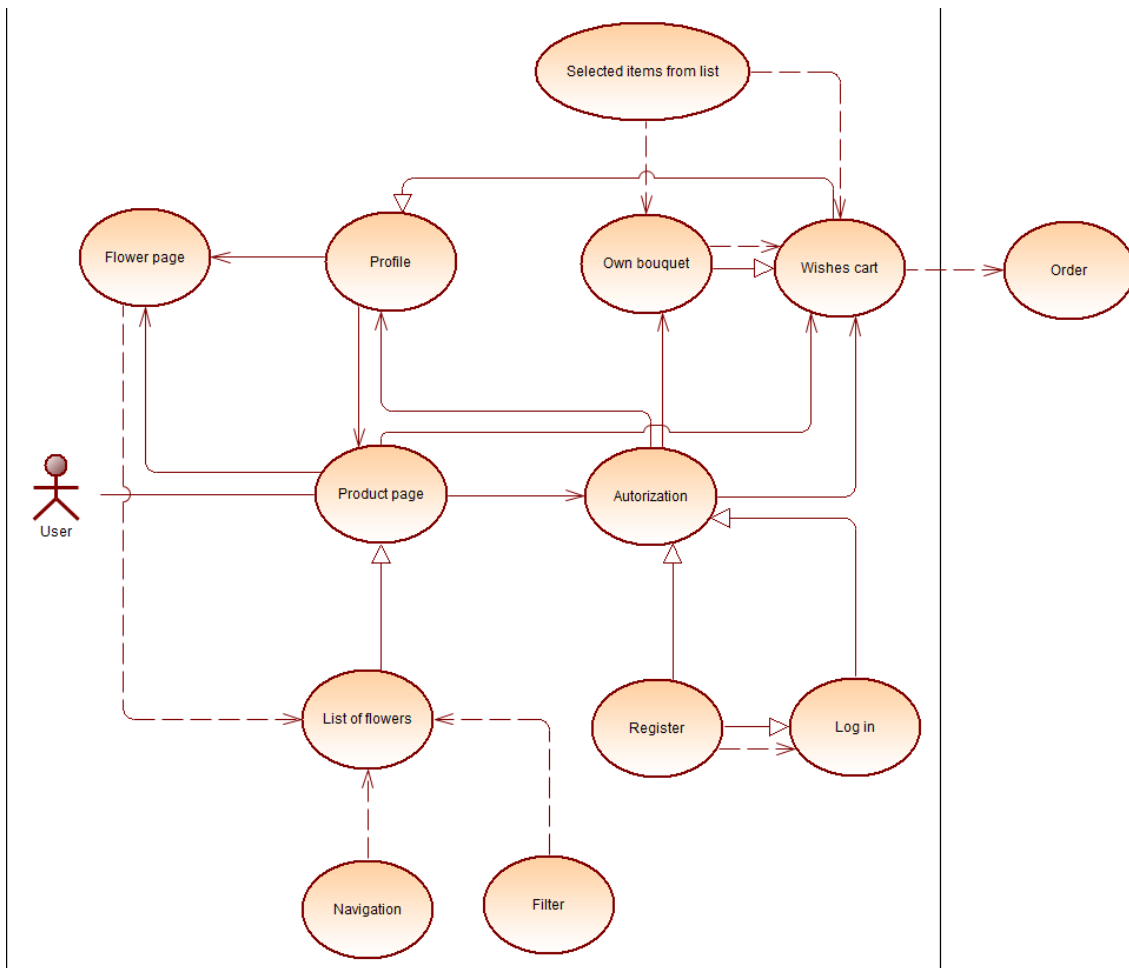 Selected items from list
Flower page
Profile
Own bouquet
Wishes cart
Order
Product page
Autorization
User
List of flowers
Register
Log in
Navigation
Filter